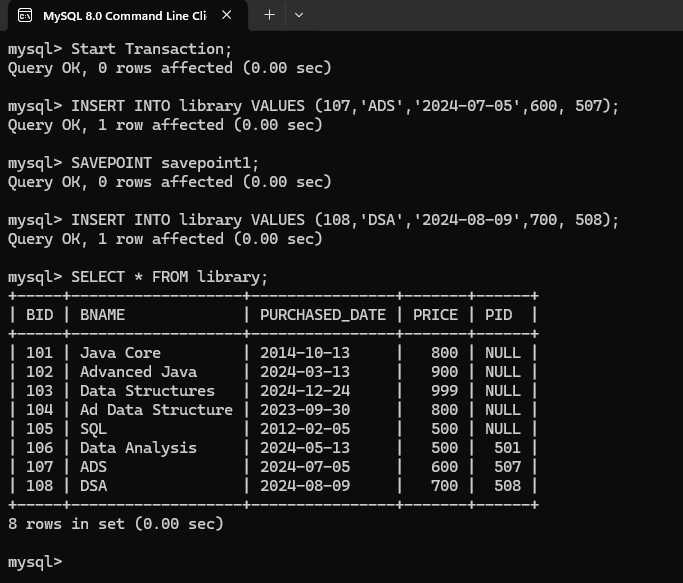 MySQL 8.0 Command Line Cli
mysql> Start Transaction;
Query OK, 0 rows affected (0.00 sec)
mysql> INSERT INTO library VALUES (107,'ADS','2024-07-05',600, 507);
Query OK, 1 row affected (0.00 sec)
mysql> SAVEPOINT savepoint1;
Query OK, 0 rows affected (0.00 sec)
mysql> INSERT INTO library VALUES (108,'DSA','2024-08-09',700, 508);
Query OK, 1 row affected (0.00 sec)
mysql> SELECT * FROM library;
+-----+-------------------+----------------+-------+------+
| BID | BNAME             | PURCHASED_DATE | PRICE | PID  |
+-----+-------------------+----------------+-------+------+
| 101 | Java Core         | 2014-10-13     |   800 | NULL |
| 102 | Advanced Java     | 2024-03-13     |   900 | NULL |
| 103 | Data Structures   | 2024-12-24     |   999 | NULL |
| 104 | Ad Data Structure | 2023-09-30     |   800 | NULL |
| 105 | SQL               | 2012-02-05     |   500 | NULL |
| 106 | Data Analysis     | 2024-05-13     |   500 |  501 |
| 107 | ADS               | 2024-07-05     |   600 |  507 |
| 108 | DSA               | 2024-08-09     |   700 |  508 |
+-----+-------------------+----------------+-------+------+
8 rows in set (0.00 sec)
mysql>